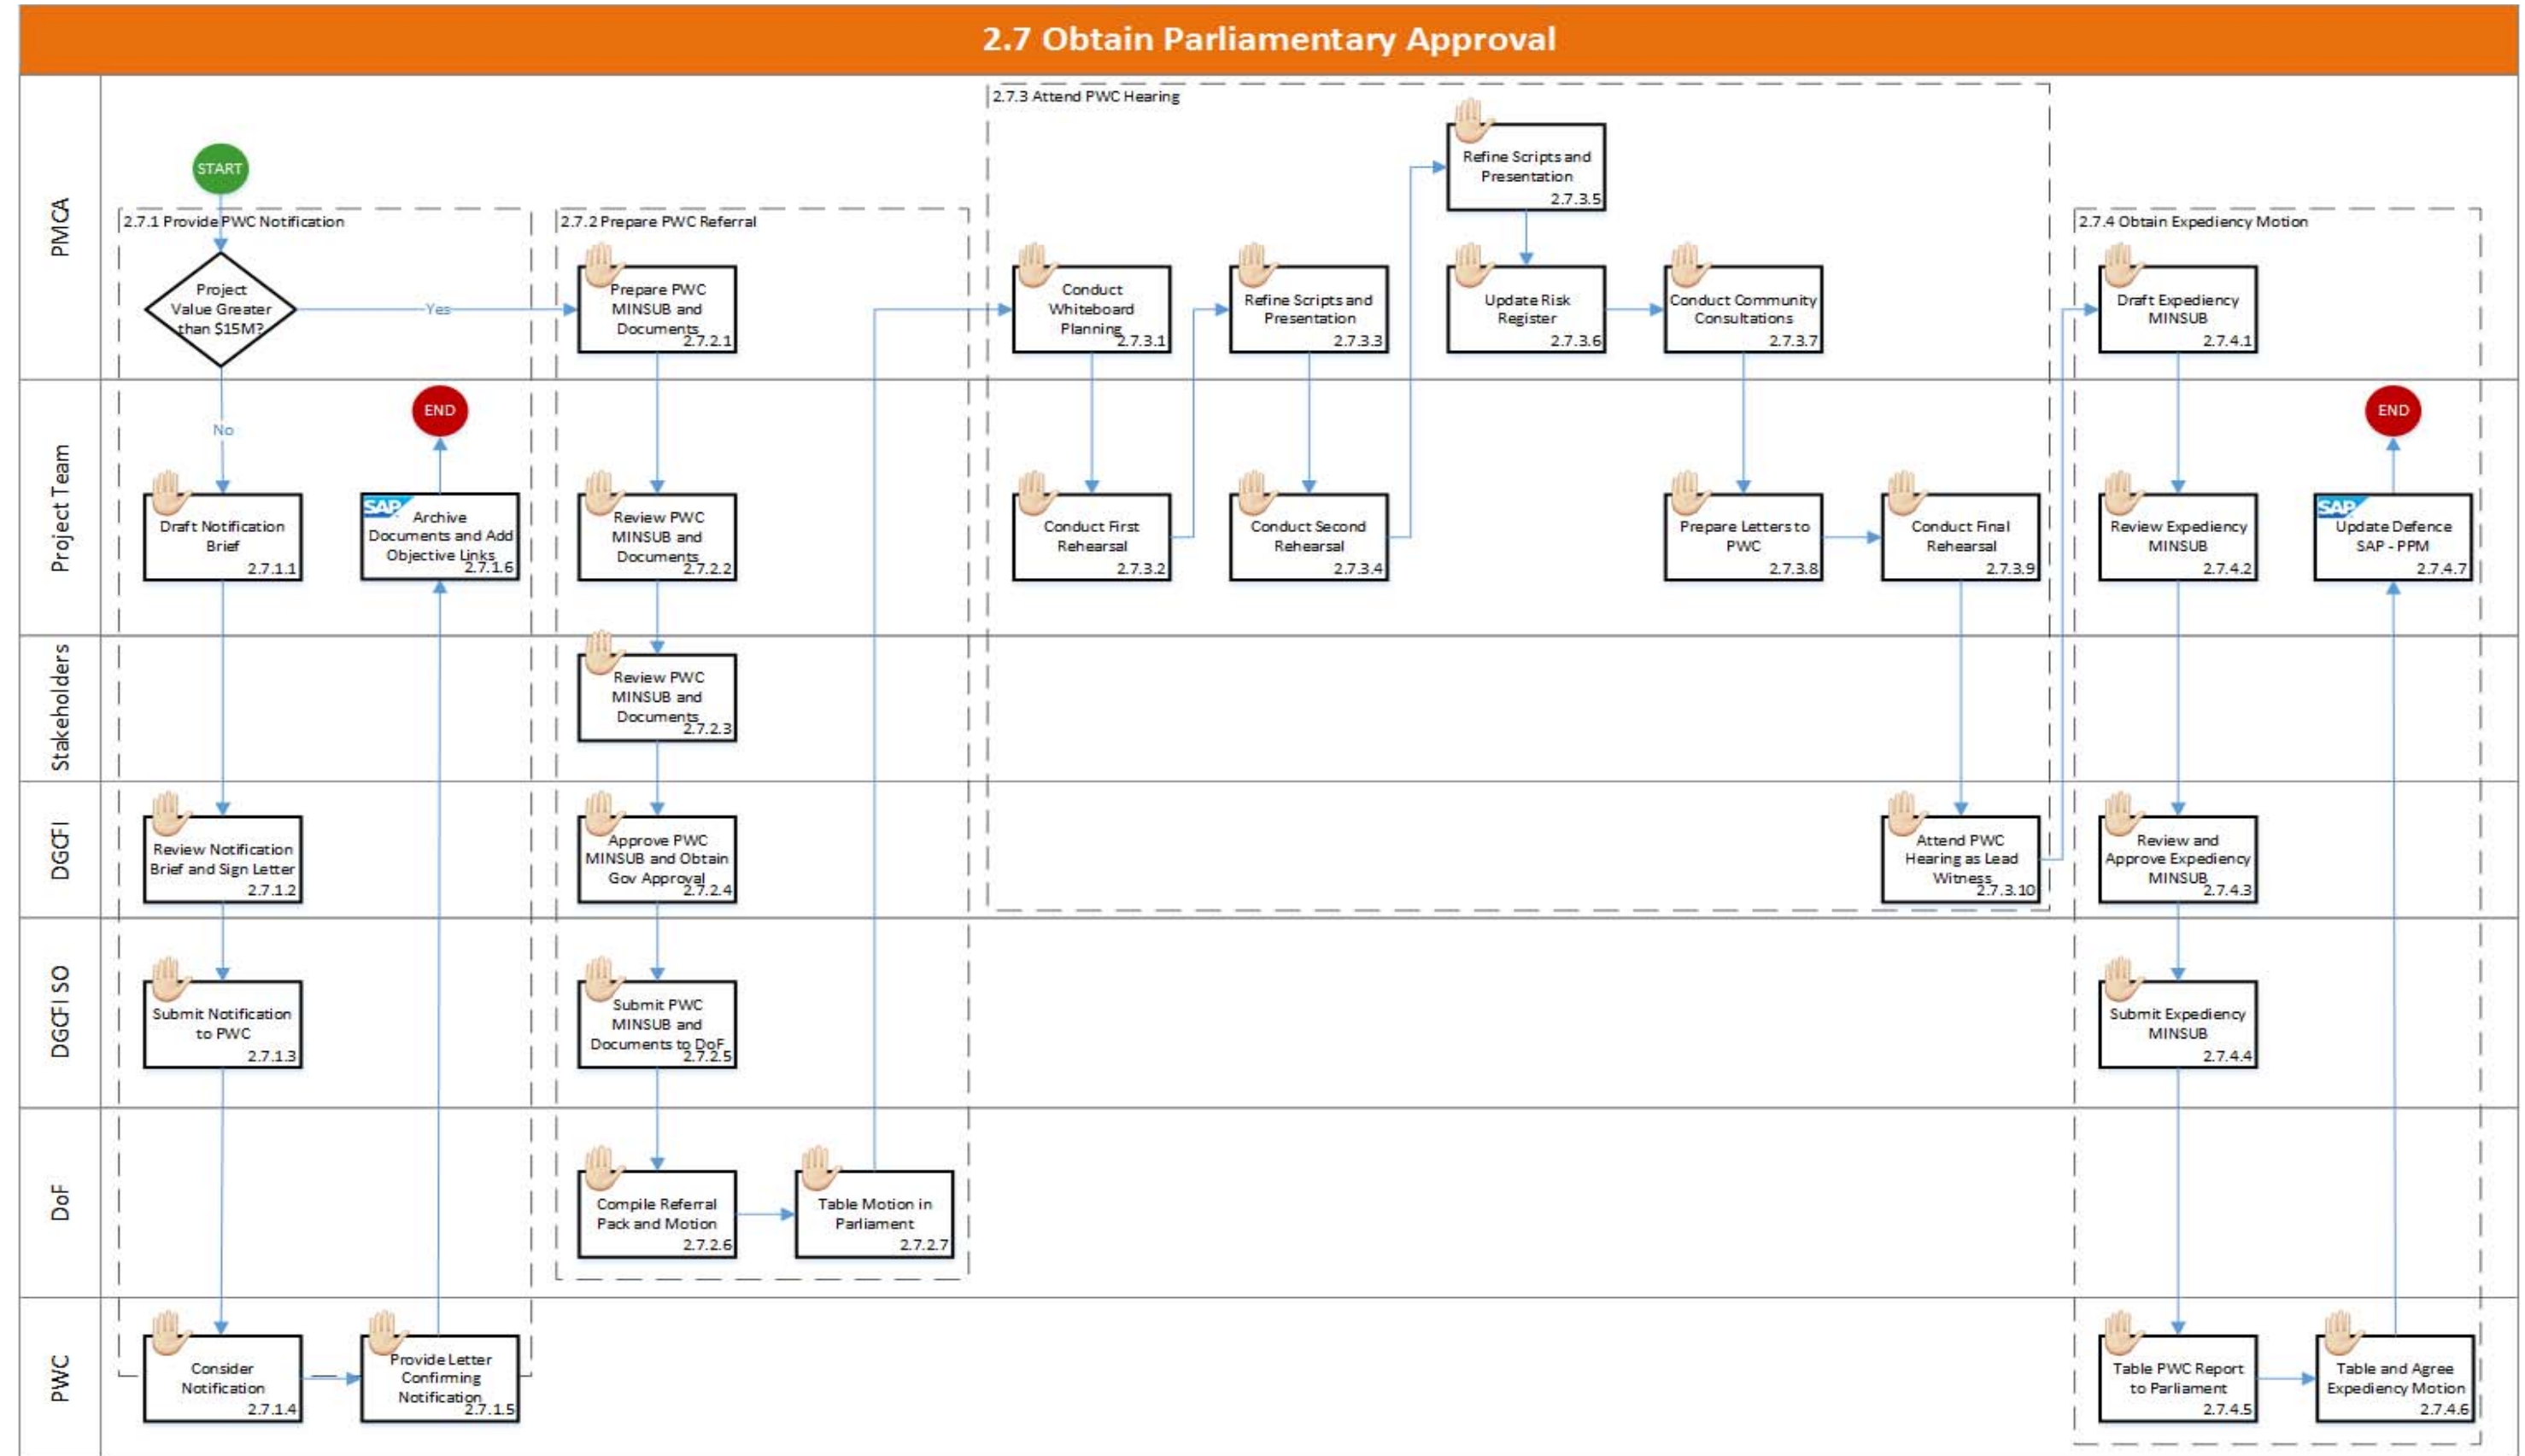 2.7 Obtain Parliamentary Approval
PMCA
START
2.7.1 Provide PWC Notification
Project
Value Greater
than $15M?
Yes
No
2.7.2 Prepare PWC Referral
Prepare PWC
MINSUB and
Documents
2.7.2.1
2.7.3 Attend PWC Hearing
Conduct
Whiteboard
Planning
2.7.3.1
Refine Scripts and
Presentation
2.7.3.3
Refine Scripts and
Presentation
2.7.3.5
Update Risk
Register
2.7.3.6
Conduct Community
Consultations
2.7.3.7
2.7.4 Obtain Expediency Motion
Draft Expediency
MINSUB
2.7.4.1
Project Team
Draft Notification
Brief
2.7.1.1
END
SAP
Archive
Documents and Add
Objective Links
2.7.1.6
Review PWC
MINSUB and
Documents
2.7.2.2
Conduct First
Rehearsal
2.7.3.2
Conduct Second
Rehearsal
2.7.3.4
Prepare Letters to
PWC
2.7.3.8
Conduct Final
Rehearsal
2.7.3.9
Review Expediency
MINSUB
2.7.4.2
END
SAP
Update Defence
SAP - PPM
2.7.4.7
Stakeholders
Review PWC
MINSUB and
Documents
2.7.2.3
DGCFI
Review Notification
Brief and Sign Letter
2.7.1.2
Approve PWC
MINSUB and Obtain
Gov Approval
2.7.2.4
Attend PWC
Hearing as Lead
Witness
2.7.3.10
Review and
Approve Expediency
MINSUB
2.7.4.3
DGCFI SO
Submit Notification
to PWC
2.7.1.3
Submit PWC
MINSUB and
Documents to DoF
2.7.2.5
Submit Expediency
MINSUB
2.7.4.4
DoF
Compile Referral
Pack and Motion
2.7.2.6
Table Motion in
Parliament
2.7.2.7
PWC
Consider
Notification
2.7.1.4
Provide Letter
Confirming
Notification
2.7.1.5
Table PWC Report
to Parliament
2.7.4.5
Table and Agree
Expediency Motion
2.7.4.6